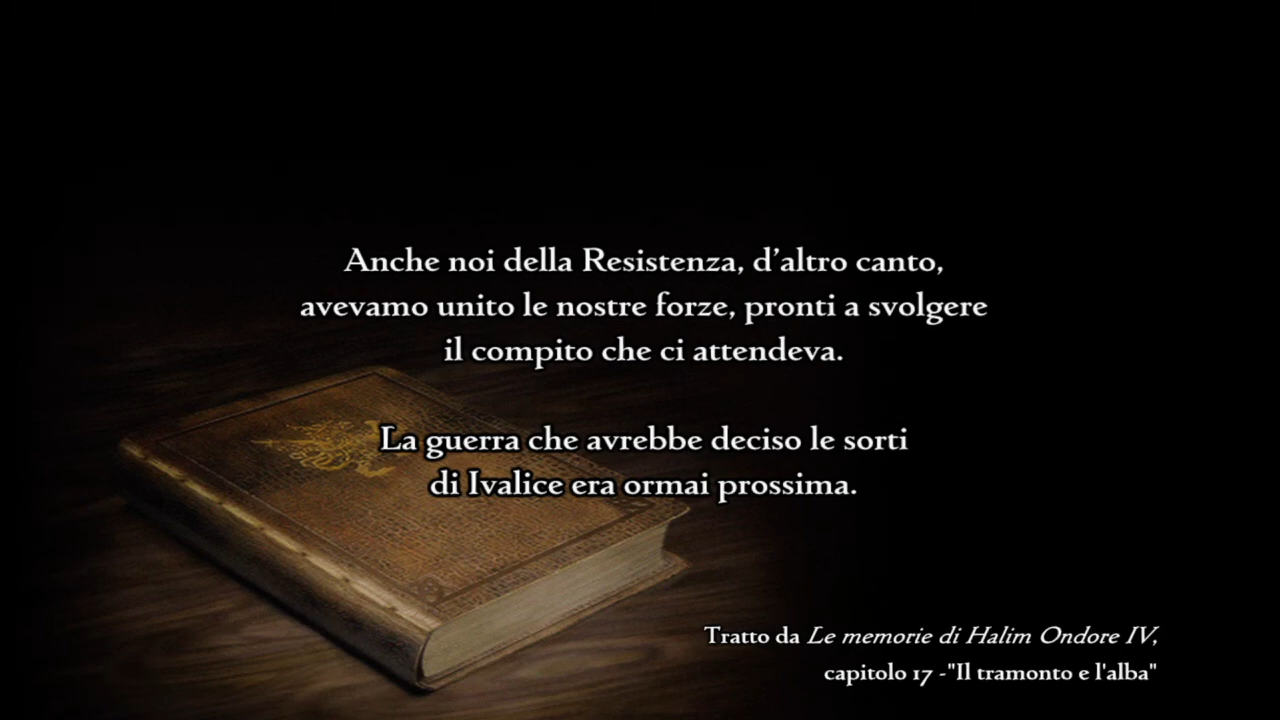 Anche noi della Resistenza, d’altro canto,
avevamo unito le nostre forze, pronti a svolgere
il compito che ci attendeva.
La guerra che avrebbe deciso le sorti
di Ivalice era ormai prossima.
Tratto da Le memorie di Halim Ondore IV,
capitolo 17 -"Il tramonto e l'alba"